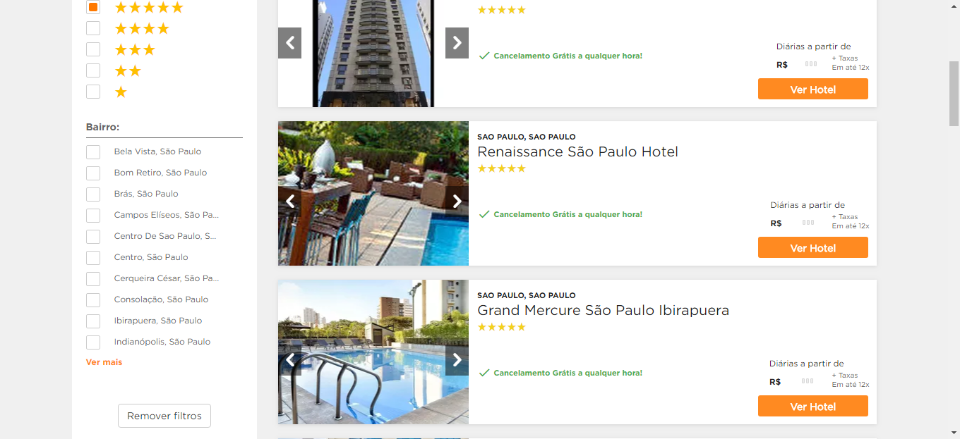 Cancelamento Grátis a qualquer hora!
Diárias a partir de
R$
+ Taxas
Em até 12x
Ver Hotel
Bairro:
Bela Vista, São Paulo
Bom Retiro, São Paulo
Brás, São Paulo
Campos Elíseos, São Pa...
Centro De Sao Paulo, S...
Centro, São Paulo
Cerqueira César, São Pa...
Consolação, São Paulo
Ibirapuera, São Paulo
Indianópolis, São Paulo
Ver mais
Remover filtros
SAO PAULO, SAO PAULO
Renaissance São Paulo Hotel
Cancelamento Grátis a qualquer hora!
Diárias a partir de
R$
+ Taxas
Em até 12x
Ver Hotel
SAO PAULO, SAO PAULO
Grand Mercure São Paulo Ibirapuera
Cancelamento Grátis a qualquer hora!
Diárias a partir de
R$
+ Taxas
Em até 12x
Ver Hotel